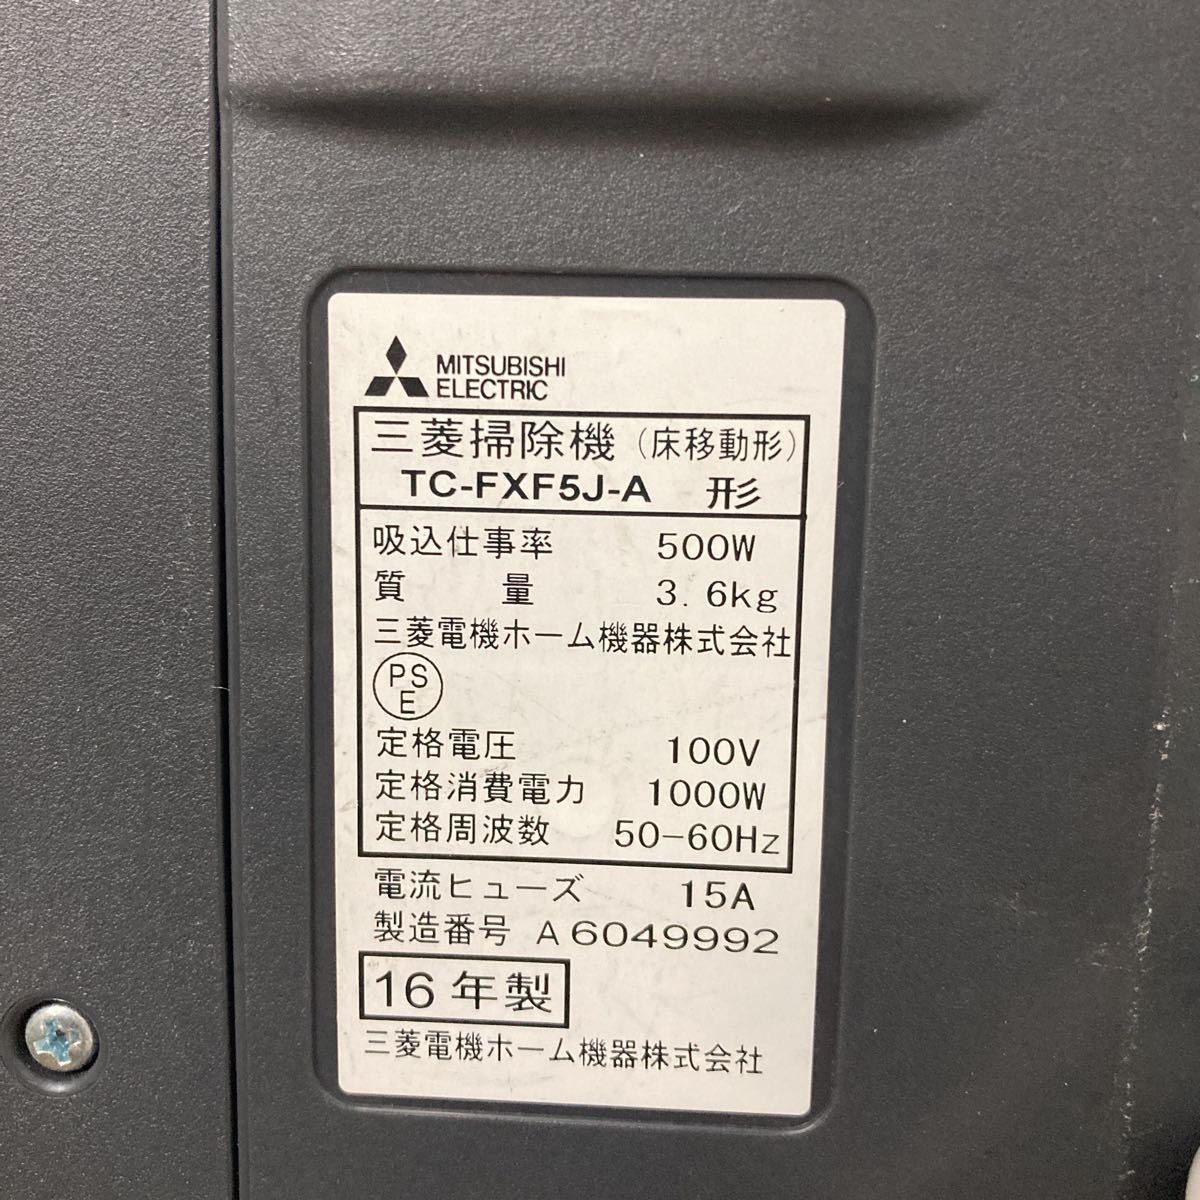 MITSUBISHI
ELECTRIC
三菱掃除機(床移動形)
TC-FXF5J-A 形
吸込仕事率 500W
質量 3.6kg
三菱電機ホーム機器株式会社
PS
E
定格電圧 100V
定格消費電力 1000W
定格周波数 50-60Hz
電流ヒューズ 15A
製造番号 A6049992
16年製
三菱電機ホーム機器株式会社